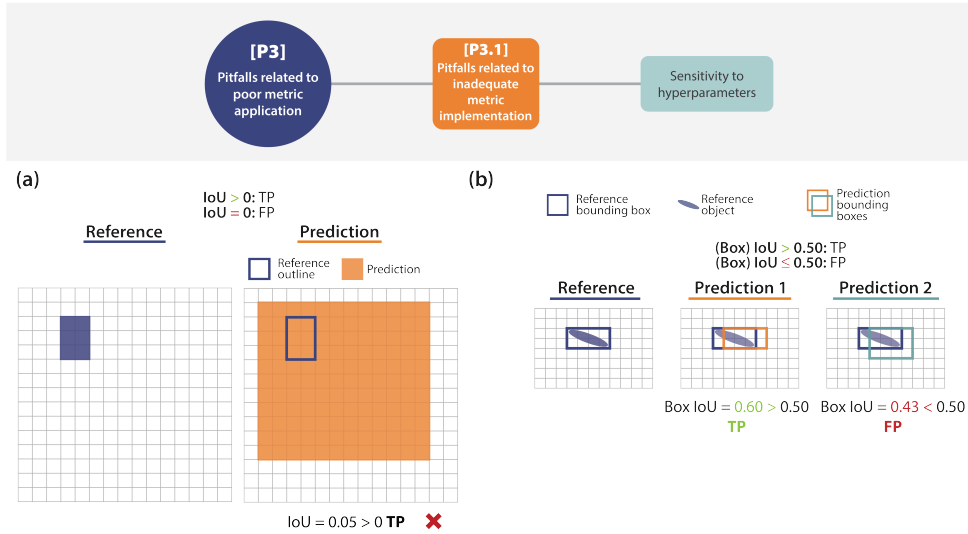 [P3]
Pitfalls related to
poor metric
application
[P3.1]
Pitfalls related to
inadequate
metric
implementation
Sensitivity to
hyperparameters
(a)
IoU > 0: TP
IoU = 0: FP
Reference
Prediction
Reference
outline
Prediction
IoU = 0.05 > 0 TP
(b)
Reference
bounding box
Reference
object
Prediction
bounding
boxes
(Box) IoU > 0.50: TP
(Box) IoU ≤ 0.50: FP
Reference
Prediction 1
Prediction 2
Box IoU = 0.60 > 0.50
TP
Box IoU = 0.43 < 0.50
FP